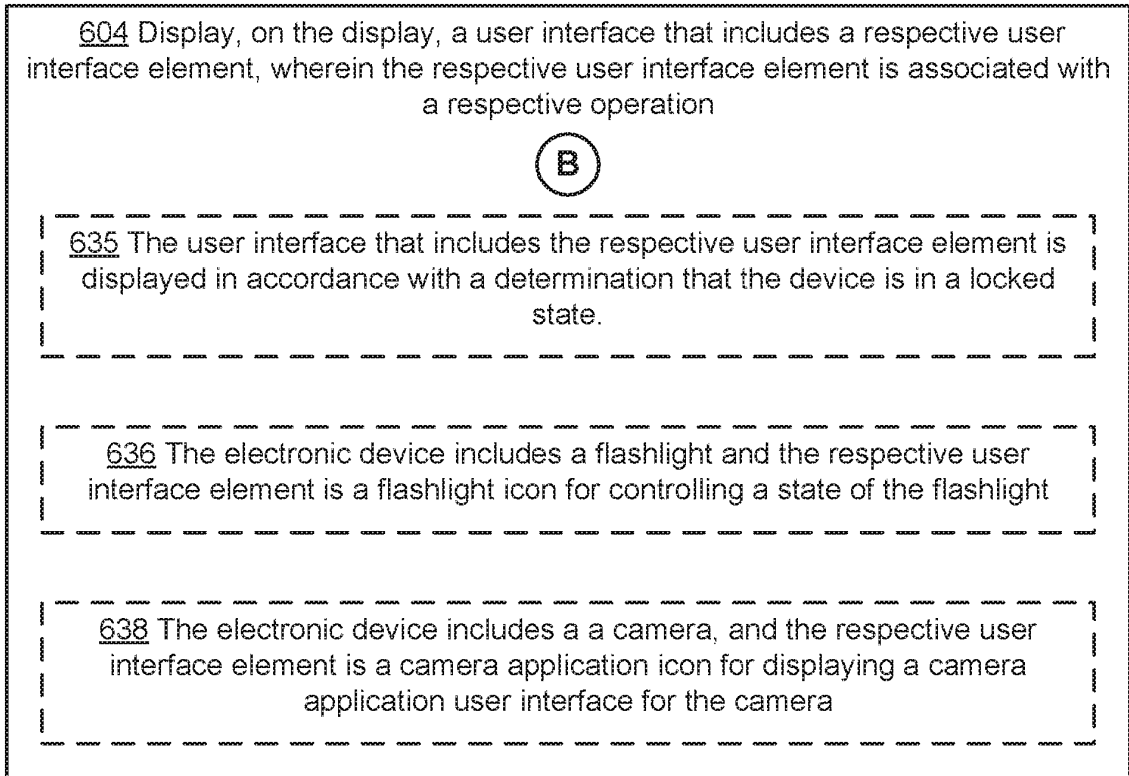 604 Display, on the display, a user interface that includes a respective user
interface element, wherein the respective user interface element is associated with
a respective operation
B
635 The user interface that includes the respective user interface element is
displayed in accordance with a determination that the device is in a locked
state.
636 The electronic device includes a flashlight and the respective user
interface element is a flashlight icon for controlling a state of the flashlight
638 The electronic device includes a a camera, and the respective user
interface element is a camera application icon for displaying a camera
application user interface for the camera